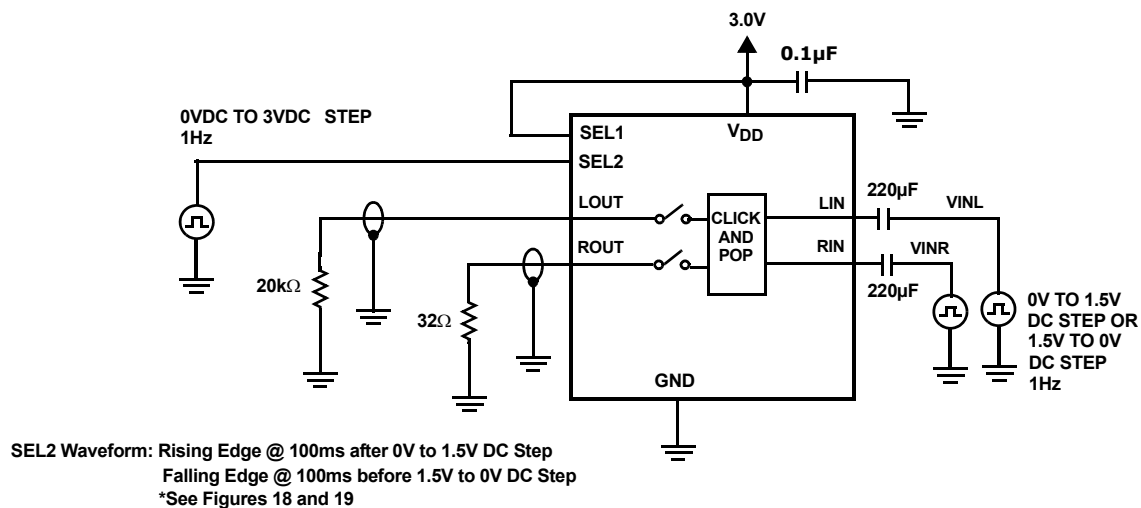 3.0V
0.1µF
0VDC TO 3VDC STEP
1Hz
SEL1
VDD
SEL2
LOUT
ROUT
CLICK
AND
POP
LIN
RIN
220µF
VINL
VINR
220µF
20kΩ
32Ω
0V TO 1.5V
DC STEP OR
1.5V TO 0V
DC STEP
1Hz
GND
SEL2 Waveform: Rising Edge @ 100ms after 0V to 1.5V DC Step
Falling Edge @ 100ms before 1.5V to 0V DC Step
*See Figures 18 and 19